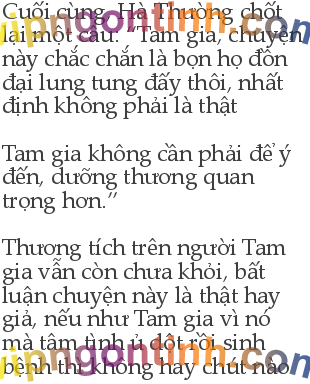 Cuối cùng, Hà Thường chốt
lại một câu: “Tam gia, chuyện
này chắc chắn là bọn họ đồn
đại lung tung đấy thôi, nhất
định không phải là thật
Tam gia không cần phải để ý
đến, dưỡng thương quan
trọng hơn.”
Thương tích trên người Tam
gia vẫn còn chưa khỏi, bất
luận chuyện này là thật hay
giả, nếu như Tam gia vì nó
mà tâm tình ủ dột rồi sinh
bệnh thì không hay chút nào
vipngontinh.com
vipngontinh.com